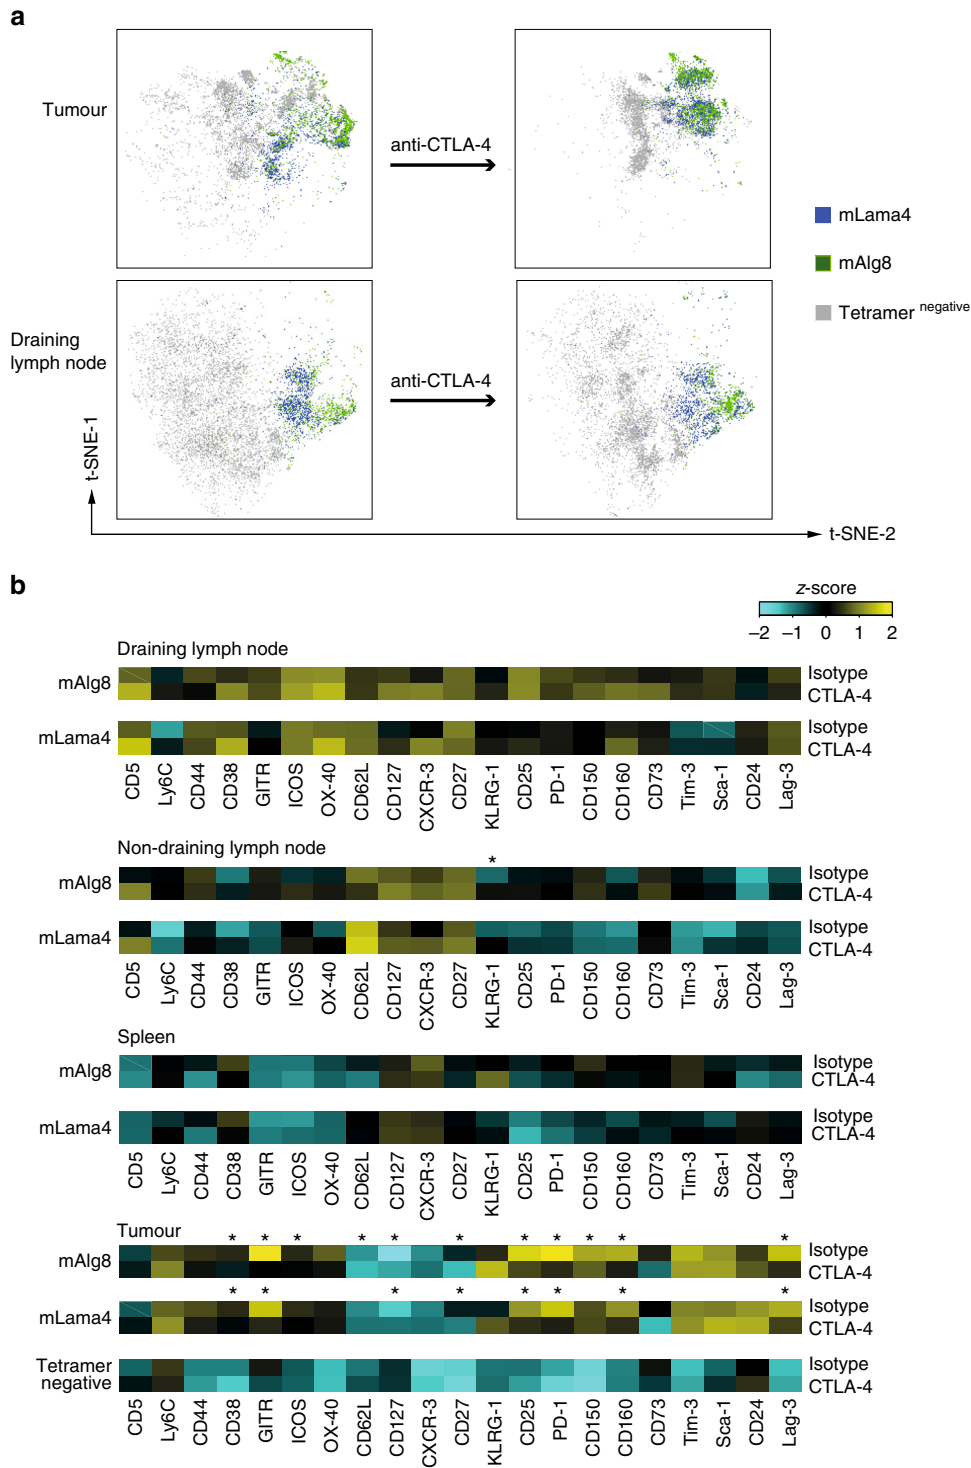 a
Tumour
anti-CTLA-4
mLama4
mAlg8
Tetramer negative
Draining
lymph node
anti-CTLA-4
t-SNE-1
t-SNE-2
b
z-score
–2 –1 0 1 2
Draining lymph node
mAlg8
Isotype
CTLA-4
mLama4
Isotype
CTLA-4
CD5 Ly6C CD44 CD38 GITR ICOS OX-40 CD62L CD127 CXCR-3 CD27 KLRG-1 CD25 PD-1 CD150 CD160 CD73 Tim-3 Sca-1 CD24 Lag-3
Non-draining lymph node
*
mAlg8
Isotype
CTLA-4
mLama4
Isotype
CTLA-4
CD5 Ly6C CD44 CD38 GITR ICOS OX-40 CD62L CD127 CXCR-3 CD27 KLRG-1 CD25 PD-1 CD150 CD160 CD73 Tim-3 Sca-1 CD24 Lag-3
Spleen
mAlg8
Isotype
CTLA-4
mLama4
Isotype
CTLA-4
CD5 Ly6C CD44 CD38 GITR ICOS OX-40 CD62L CD127 CXCR-3 CD27 KLRG-1 CD25 PD-1 CD150 CD160 CD73 Tim-3 Sca-1 CD24 Lag-3
Tumour
* * * * * * * * * * *
mAlg8
Isotype
CTLA-4
* * * * * * * *
mLama4
Isotype
CTLA-4
Tetramer
negative
Isotype
CTLA-4
CD5 Ly6C CD44 CD38 GITR ICOS OX-40 CD62L CD127 CXCR-3 CD27 KLRG-1 CD25 PD-1 CD150 CD160 CD73 Tim-3 Sca-1 CD24 Lag-3